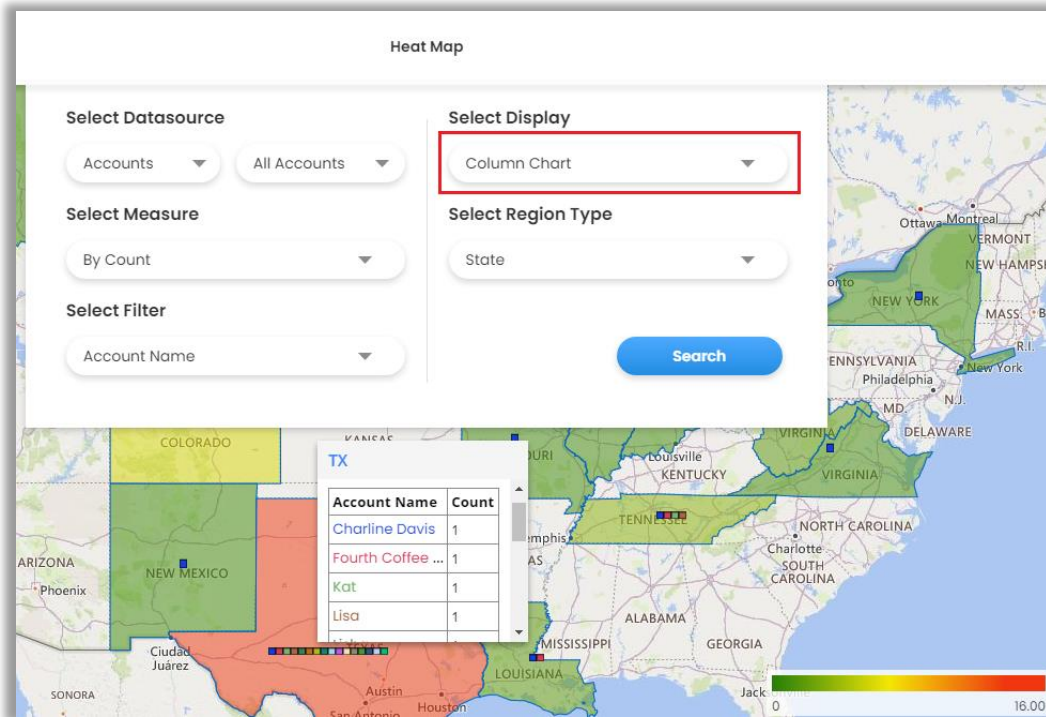 Heat Map
Select Datasource
Accounts
All Accounts
Select Display
Column Chart
Select Measure
By Count
Select Region Type
State
Select Filter
Account Name
Search
Ottawa
Montreal
VERMONT
NEW YORK
MASS.
R.I.
New York
Philadelphia
N.J.
MD.
DELAWARE
COLORADO
KANSAS
Louisville
KENTUCKY
VIRGINIA
TENNESSEE
NORTH CAROLINA
Charlotte
SOUTH
CAROLINA
ARIZONA
Phoenix
NEW MEXICO
TX
Account Name Count
Charline Davis 1
Fourth Coffee ... 1
Kat 1
Lisa 1
TEXAS
Ciudad
Juárez
SONORA
Austin
San Antonio
Houston
LOUISIANA
MISSISSIPPI
ALABAMA
GEORGIA
0
16.00